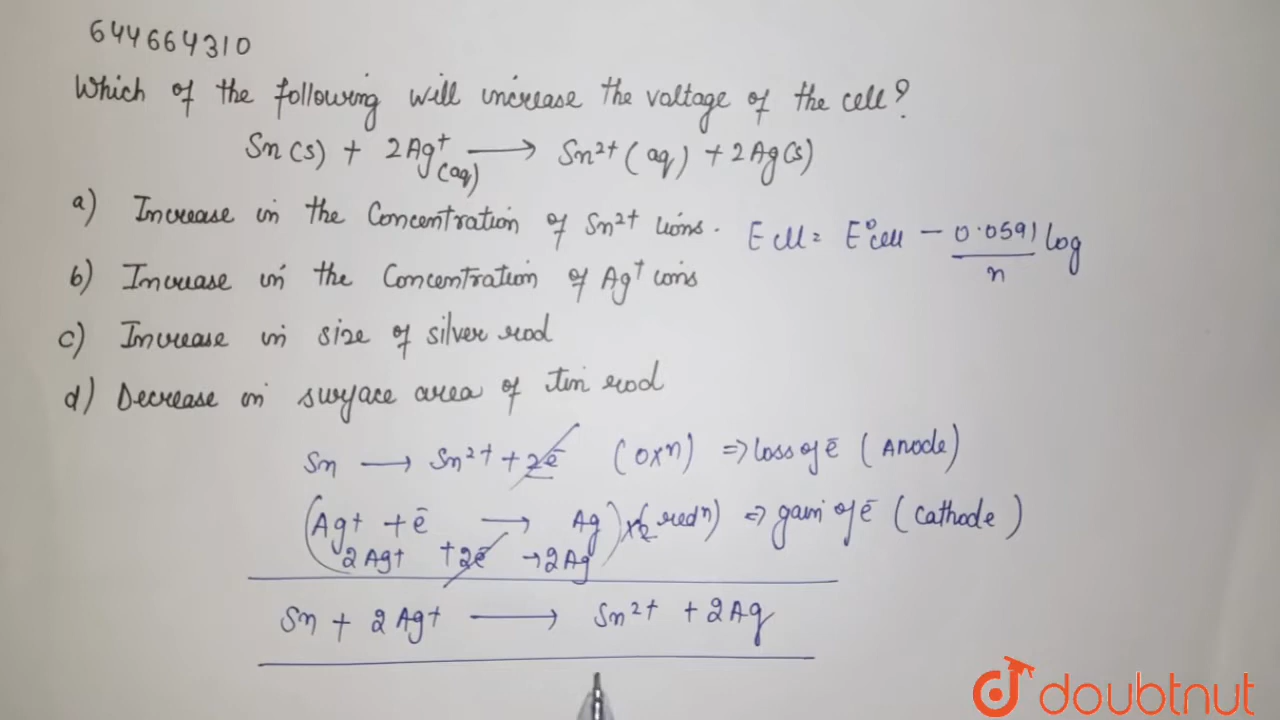 644664310
Which of the following will increase the voltage of the cell?
Sn(s) + 2Ag⁺(aq) ⟶ Sn²⁺(aq) + 2Ag(s)
a) Increase in the Concentration of Sn²⁺ ions.
E cell = E°cell − 0.0591/n log
b) Increase in the Concentration of Ag⁺ ions
c) Increase in size of silver rod
d) Decrease in surface area of tin rod
Sn ⟶ Sn²⁺ + 2ē (oxⁿ) ⇒ loss of ē (Anode)
(Ag⁺ + ē ⟶ Ag) ×2 (redⁿ) ⇒ gain of ē (Cathode)
2Ag⁺ + 2ē → 2Ag
Sn + 2Ag⁺ ⟶ Sn²⁺ + 2Ag
doubtnut